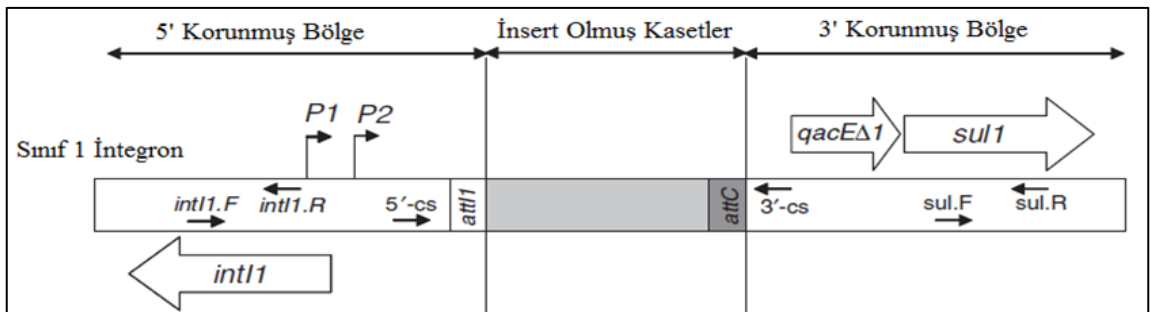 5' Korunmuş Bölge İnsert Olmuş Kasetler 3' Korunmuş Bölge
P1 P2
qacEΔ1 sul1
Sınıf 1 İntegron
intI1.F intI1.R 5′-cs attI1 attC 3′-cs sul.F sul.R
intI1